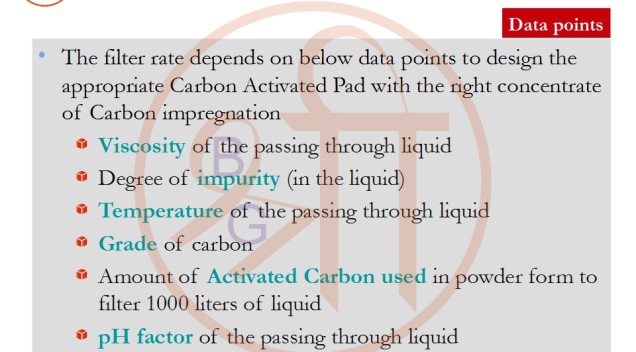 Data points
• The filter rate depends on below data points to design the
appropriate Carbon Activated Pad with the right concentrate
of Carbon impregnation
Viscosity of the passing through liquid
Degree of impurity (in the liquid)
Temperature of the passing through liquid
Grade of carbon
Amount of Activated Carbon used in powder form to
filter 1000 liters of liquid
pH factor of the passing through liquid
श्री
B
G